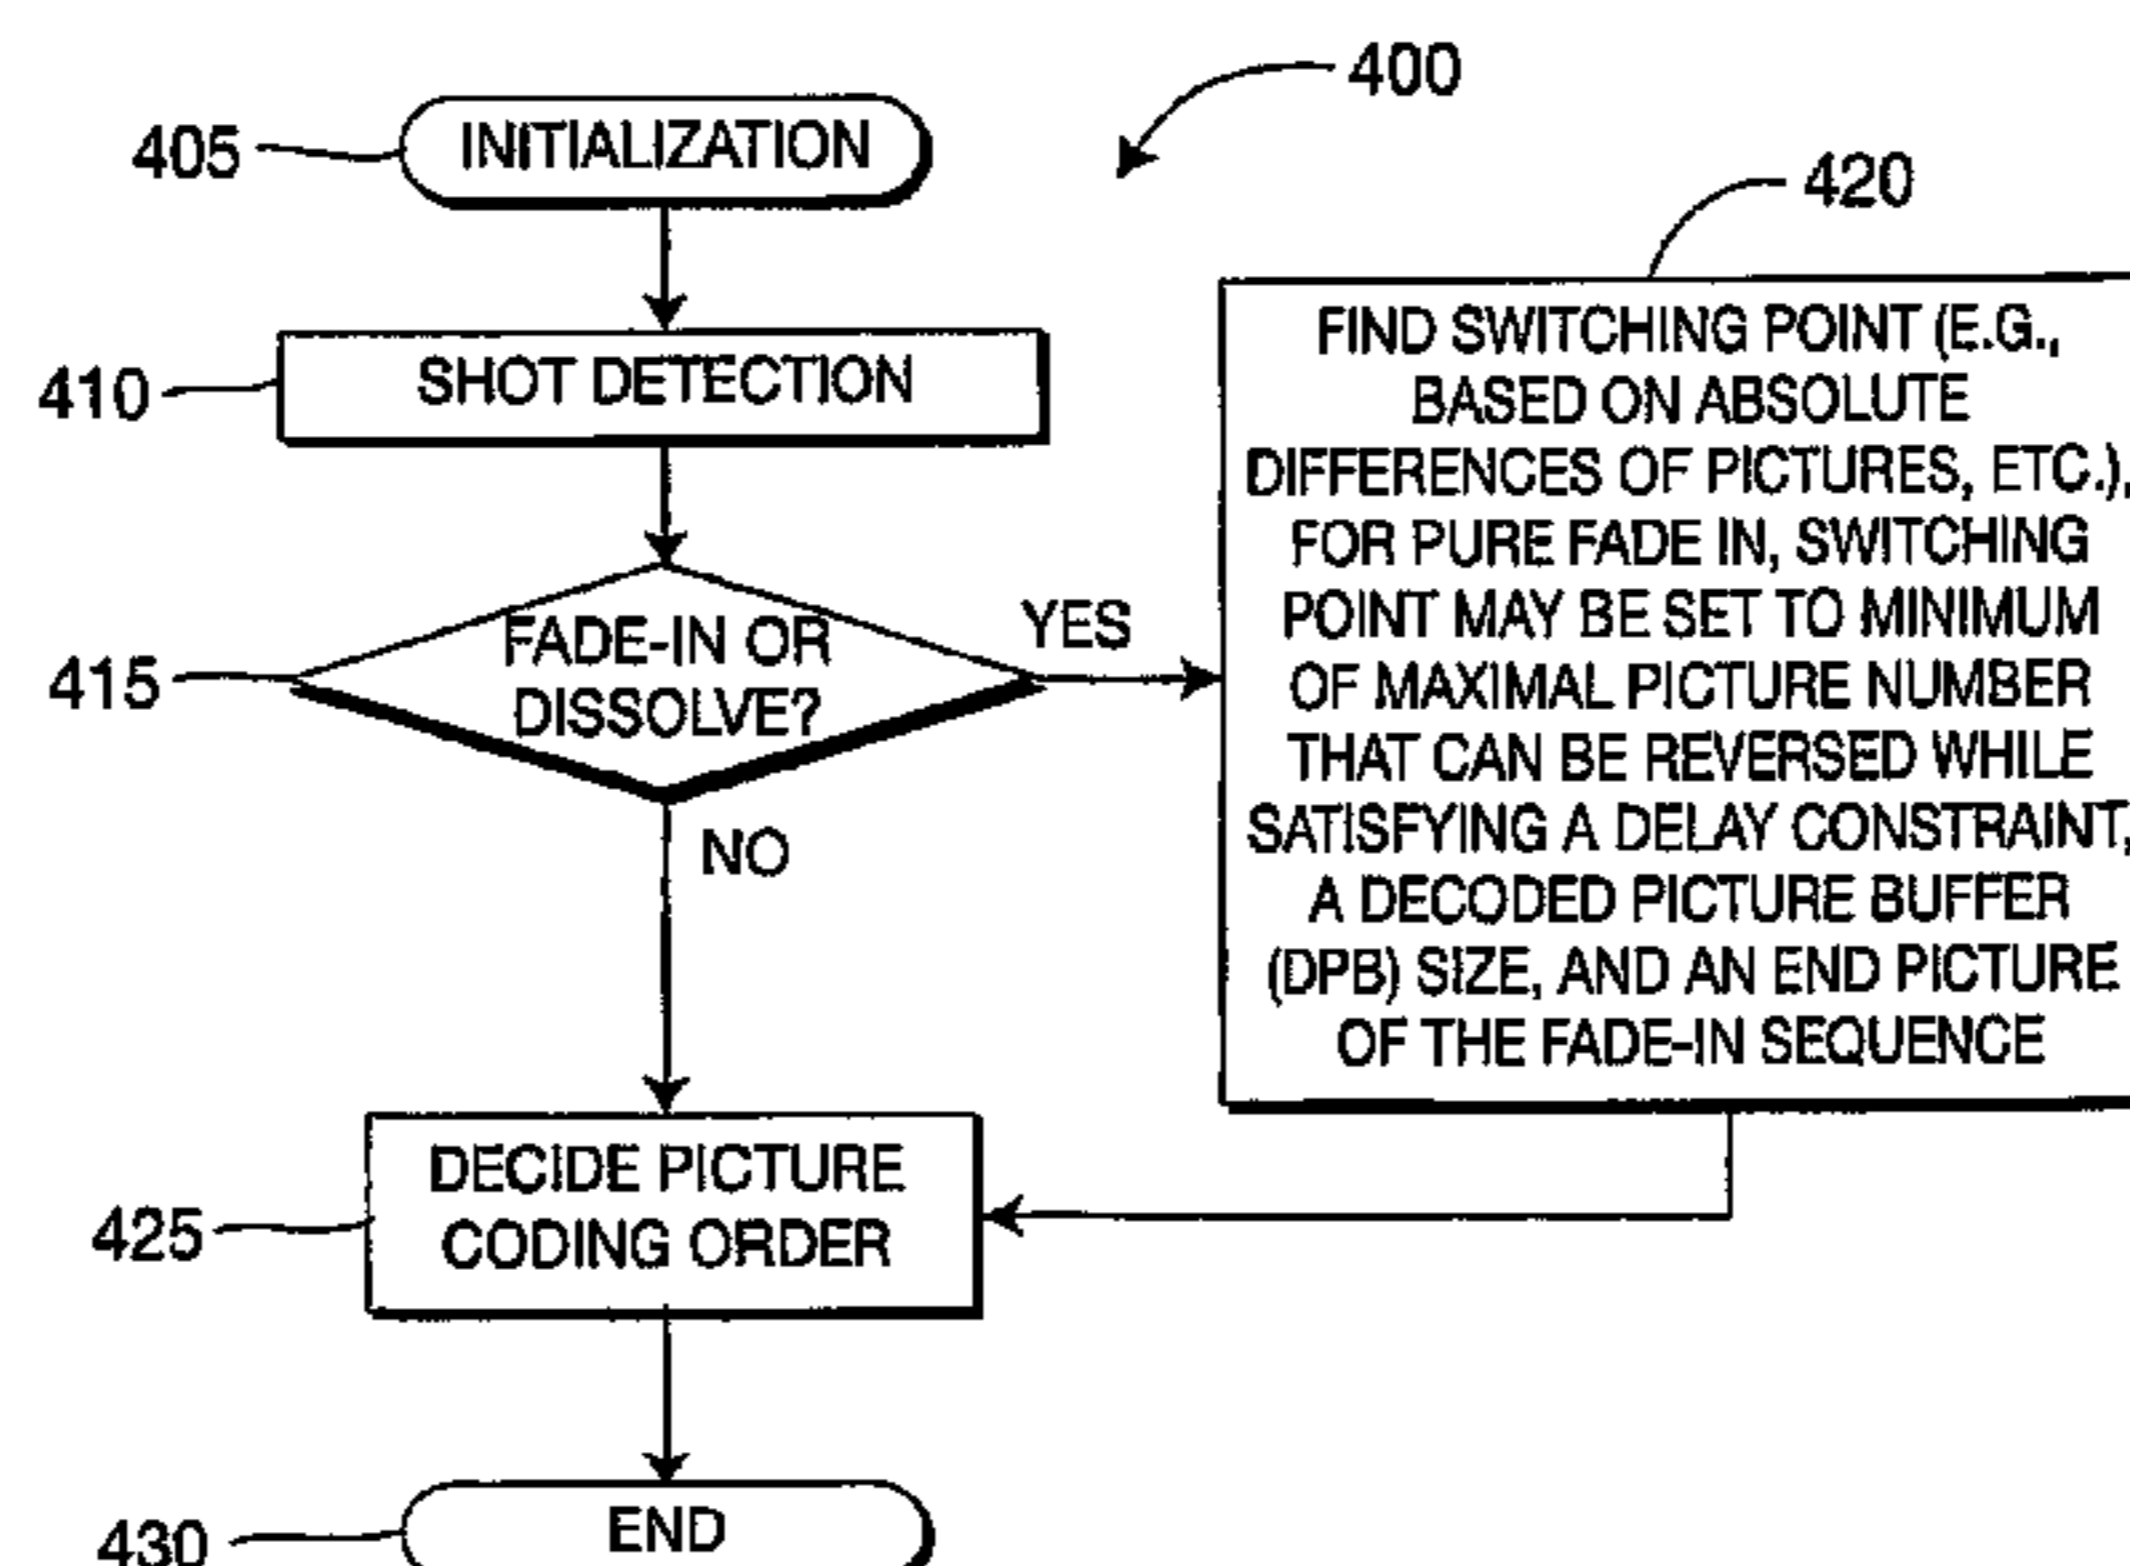 400
405
INITIALIZATION
410
SHOT DETECTION
415
FADE-IN OR
DISSOLVE?
YES
NO
420
FIND SWITCHING POINT (E.G.,
BASED ON ABSOLUTE
DIFFERENCES OF PICTURES, ETC.),
FOR PURE FADE IN, SWITCHING
POINT MAY BE SET TO MINIMUM
OF MAXIMAL PICTURE NUMBER
THAT CAN BE REVERSED WHILE
SATISFYING A DELAY CONSTRAINT,
A DECODED PICTURE BUFFER
(DPB) SIZE, AND AN END PICTURE
OF THE FADE-IN SEQUENCE
425
DECIDE PICTURE
CODING ORDER
430
END